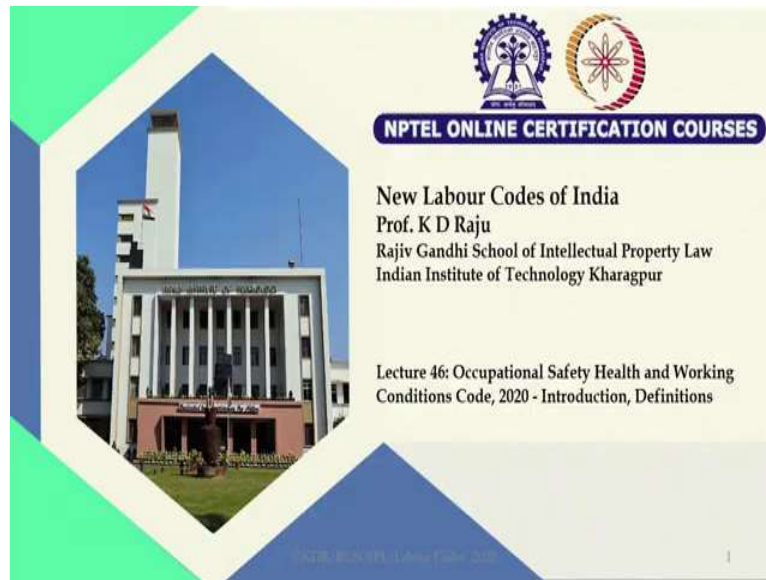 NPTEL ONLINE CERTIFICATION COURSES
New Labour Codes of India
Prof. K D Raju
Rajiv Gandhi School of Intellectual Property Law
Indian Institute of Technology Kharagpur
Lecture 46: Occupational Safety Health and Working
Conditions Code, 2020 - Introduction, Definitions
1